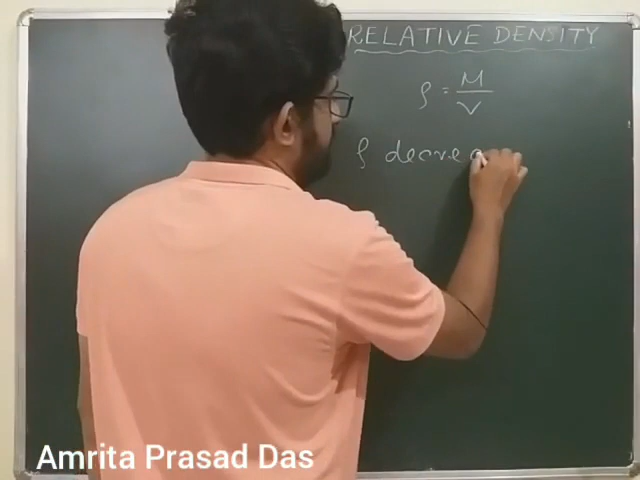 RELATIVE DENSITY
ρ = M / V
ρ decrea
Amrita Prasad Das